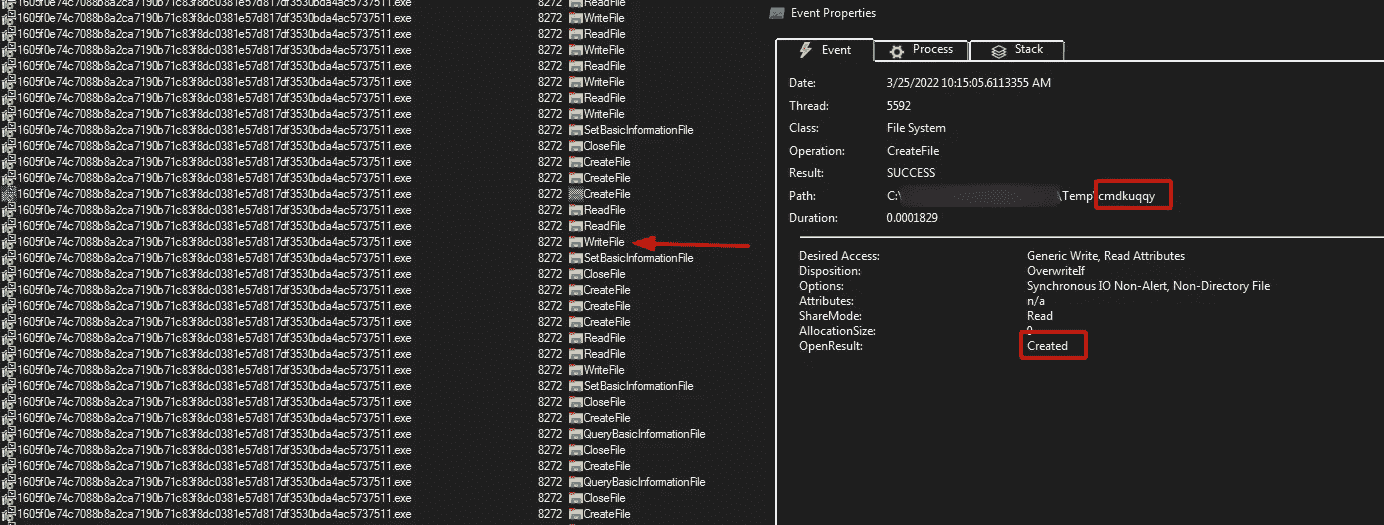 1605f0e74c7088b8a2ca7190b71c83f8dc0381e57d817df3530bda4ac5737511.exe 8272 ReadFile
1605f0e74c7088b8a2ca7190b71c83f8dc0381e57d817df3530bda4ac5737511.exe 8272 WriteFile
1605f0e74c7088b8a2ca7190b71c83f8dc0381e57d817df3530bda4ac5737511.exe 8272 ReadFile
1605f0e74c7088b8a2ca7190b71c83f8dc0381e57d817df3530bda4ac5737511.exe 8272 WriteFile
1605f0e74c7088b8a2ca7190b71c83f8dc0381e57d817df3530bda4ac5737511.exe 8272 ReadFile
1605f0e74c7088b8a2ca7190b71c83f8dc0381e57d817df3530bda4ac5737511.exe 8272 WriteFile
1605f0e74c7088b8a2ca7190b71c83f8dc0381e57d817df3530bda4ac5737511.exe 8272 ReadFile
1605f0e74c7088b8a2ca7190b71c83f8dc0381e57d817df3530bda4ac5737511.exe 8272 WriteFile
1605f0e74c7088b8a2ca7190b71c83f8dc0381e57d817df3530bda4ac5737511.exe 8272 SetBasicInformationFile
1605f0e74c7088b8a2ca7190b71c83f8dc0381e57d817df3530bda4ac5737511.exe 8272 CloseFile
1605f0e74c7088b8a2ca7190b71c83f8dc0381e57d817df3530bda4ac5737511.exe 8272 CreateFile
1605f0e74c7088b8a2ca7190b71c83f8dc0381e57d817df3530bda4ac5737511.exe 8272 CreateFile
1605f0e74c7088b8a2ca7190b71c83f8dc0381e57d817df3530bda4ac5737511.exe 8272 CreateFile
1605f0e74c7088b8a2ca7190b71c83f8dc0381e57d817df3530bda4ac5737511.exe 8272 ReadFile
1605f0e74c7088b8a2ca7190b71c83f8dc0381e57d817df3530bda4ac5737511.exe 8272 ReadFile
1605f0e74c7088b8a2ca7190b71c83f8dc0381e57d817df3530bda4ac5737511.exe 8272 WriteFile
1605f0e74c7088b8a2ca7190b71c83f8dc0381e57d817df3530bda4ac5737511.exe 8272 SetBasicInformationFile
1605f0e74c7088b8a2ca7190b71c83f8dc0381e57d817df3530bda4ac5737511.exe 8272 CloseFile
1605f0e74c7088b8a2ca7190b71c83f8dc0381e57d817df3530bda4ac5737511.exe 8272 CreateFile
1605f0e74c7088b8a2ca7190b71c83f8dc0381e57d817df3530bda4ac5737511.exe 8272 CreateFile
1605f0e74c7088b8a2ca7190b71c83f8dc0381e57d817df3530bda4ac5737511.exe 8272 CreateFile
1605f0e74c7088b8a2ca7190b71c83f8dc0381e57d817df3530bda4ac5737511.exe 8272 ReadFile
1605f0e74c7088b8a2ca7190b71c83f8dc0381e57d817df3530bda4ac5737511.exe 8272 ReadFile
1605f0e74c7088b8a2ca7190b71c83f8dc0381e57d817df3530bda4ac5737511.exe 8272 WriteFile
1605f0e74c7088b8a2ca7190b71c83f8dc0381e57d817df3530bda4ac5737511.exe 8272 SetBasicInformationFile
1605f0e74c7088b8a2ca7190b71c83f8dc0381e57d817df3530bda4ac5737511.exe 8272 CloseFile
1605f0e74c7088b8a2ca7190b71c83f8dc0381e57d817df3530bda4ac5737511.exe 8272 CreateFile
1605f0e74c7088b8a2ca7190b71c83f8dc0381e57d817df3530bda4ac5737511.exe 8272 QueryBasicInformationFile
1605f0e74c7088b8a2ca7190b71c83f8dc0381e57d817df3530bda4ac5737511.exe 8272 CloseFile
1605f0e74c7088b8a2ca7190b71c83f8dc0381e57d817df3530bda4ac5737511.exe 8272 CreateFile
1605f0e74c7088b8a2ca7190b71c83f8dc0381e57d817df3530bda4ac5737511.exe 8272 QueryBasicInformationFile
1605f0e74c7088b8a2ca7190b71c83f8dc0381e57d817df3530bda4ac5737511.exe 8272 CloseFile
1605f0e74c7088b8a2ca7190b71c83f8dc0381e57d817df3530bda4ac5737511.exe 8272 CreateFile
Event Properties
Event Process Stack
Date: 3/25/2022 10:15:05.6113355 AM
Thread: 5592
Class: File System
Operation: CreateFile
Result: SUCCESS
Path: C:\ \Temp\cmdkuqqy
Duration: 0.0001829
Desired Access: Generic Write, Read Attributes
Disposition: OverwriteIf
Options: Synchronous IO Non-Alert, Non-Directory File
Attributes: n/a
ShareMode: Read
AllocationSize: 0
OpenResult: Created